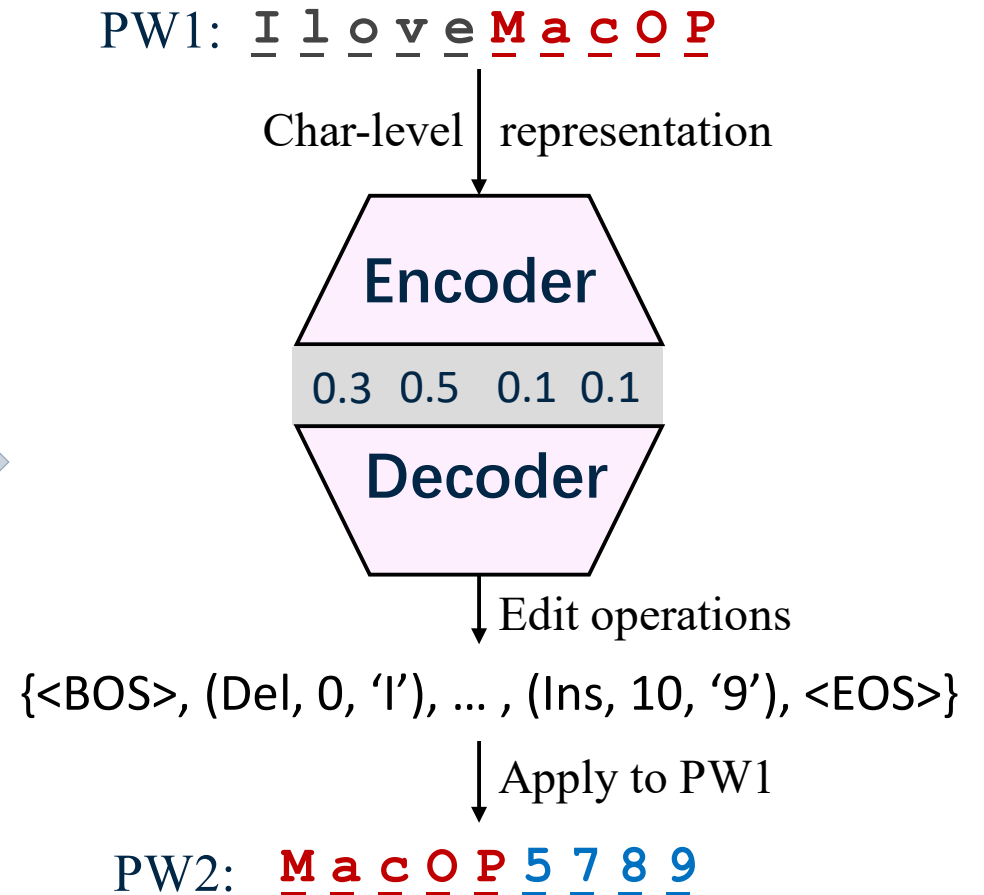 PW1: IloveMacOP
Char-level representation
Encoder
0.3 0.5 0.1 0.1
Decoder
Edit operations
{<BOS>, (Del, 0, ‘I’), ... , (Ins, 10, ‘9’), <EOS>}
Apply to PW1
PW2: MacOP5789